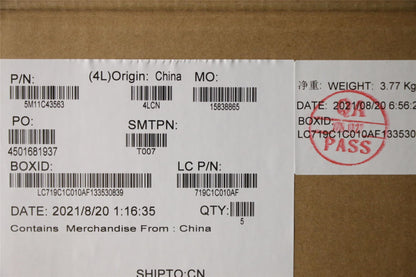 P/N: (4L)Origin: China MO:
5M11C43563 4LCN 15838865
PO: SMTPN:
4501681937 T007
BOXID: LC P/N:
LC719C1C010AF133530839 719C1C010AF
DATE: 2021/8/20 1:16:35 QTY:
5
Contains Merchandise From : China
SHIPTO:CN
净重: WEIGHT: 3.77 Kg
DATE: 2021/08/20 6:56:2
BOXID:
LC719C1C010AF133530
QA
PASS